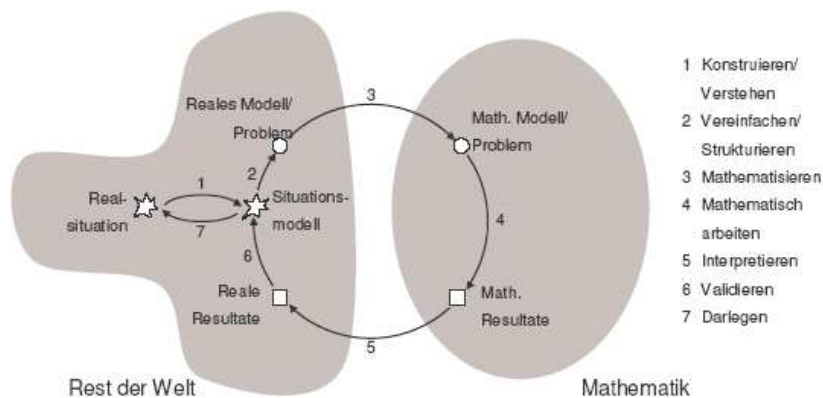 Reales Modell/
Problem
3
Math. Modell/
Problem
2
Real-
situation
1
7
Situations-
modell
4
6
Reale
Resultate
Math.
Resultate
5
Rest der Welt
Mathematik
1 Konstruieren/
Verstehen
2 Vereinfachen/
Strukturieren
3 Mathematisieren
4 Mathematisch
arbeiten
5 Interpretieren
6 Validieren
7 Darlegen